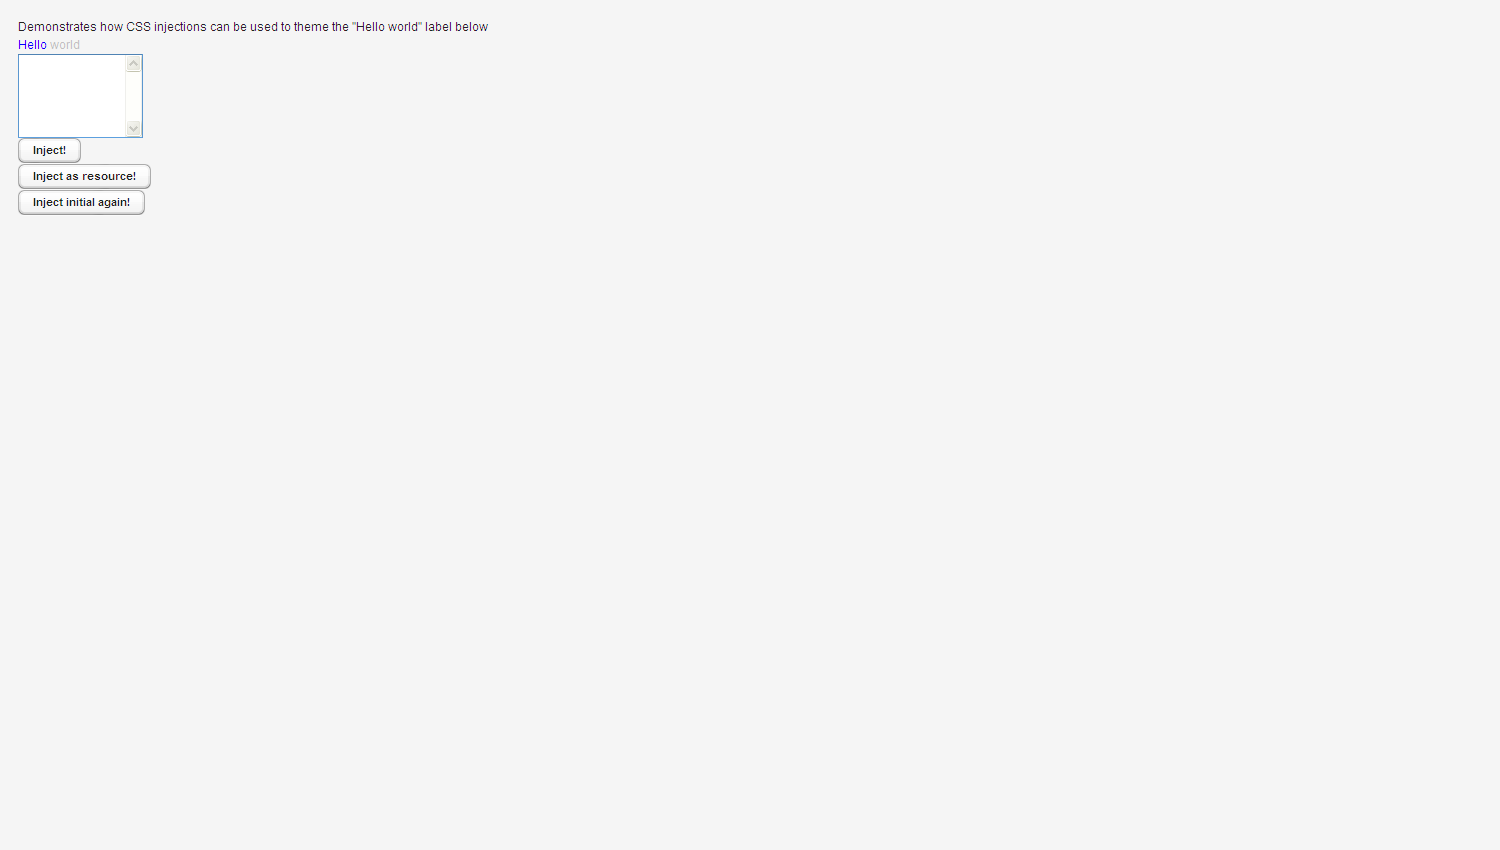 Demonstrates how CSS injections can be used to theme the "Hello world" label below
Hello world
Inject!
Inject as resource!
Inject initial again!